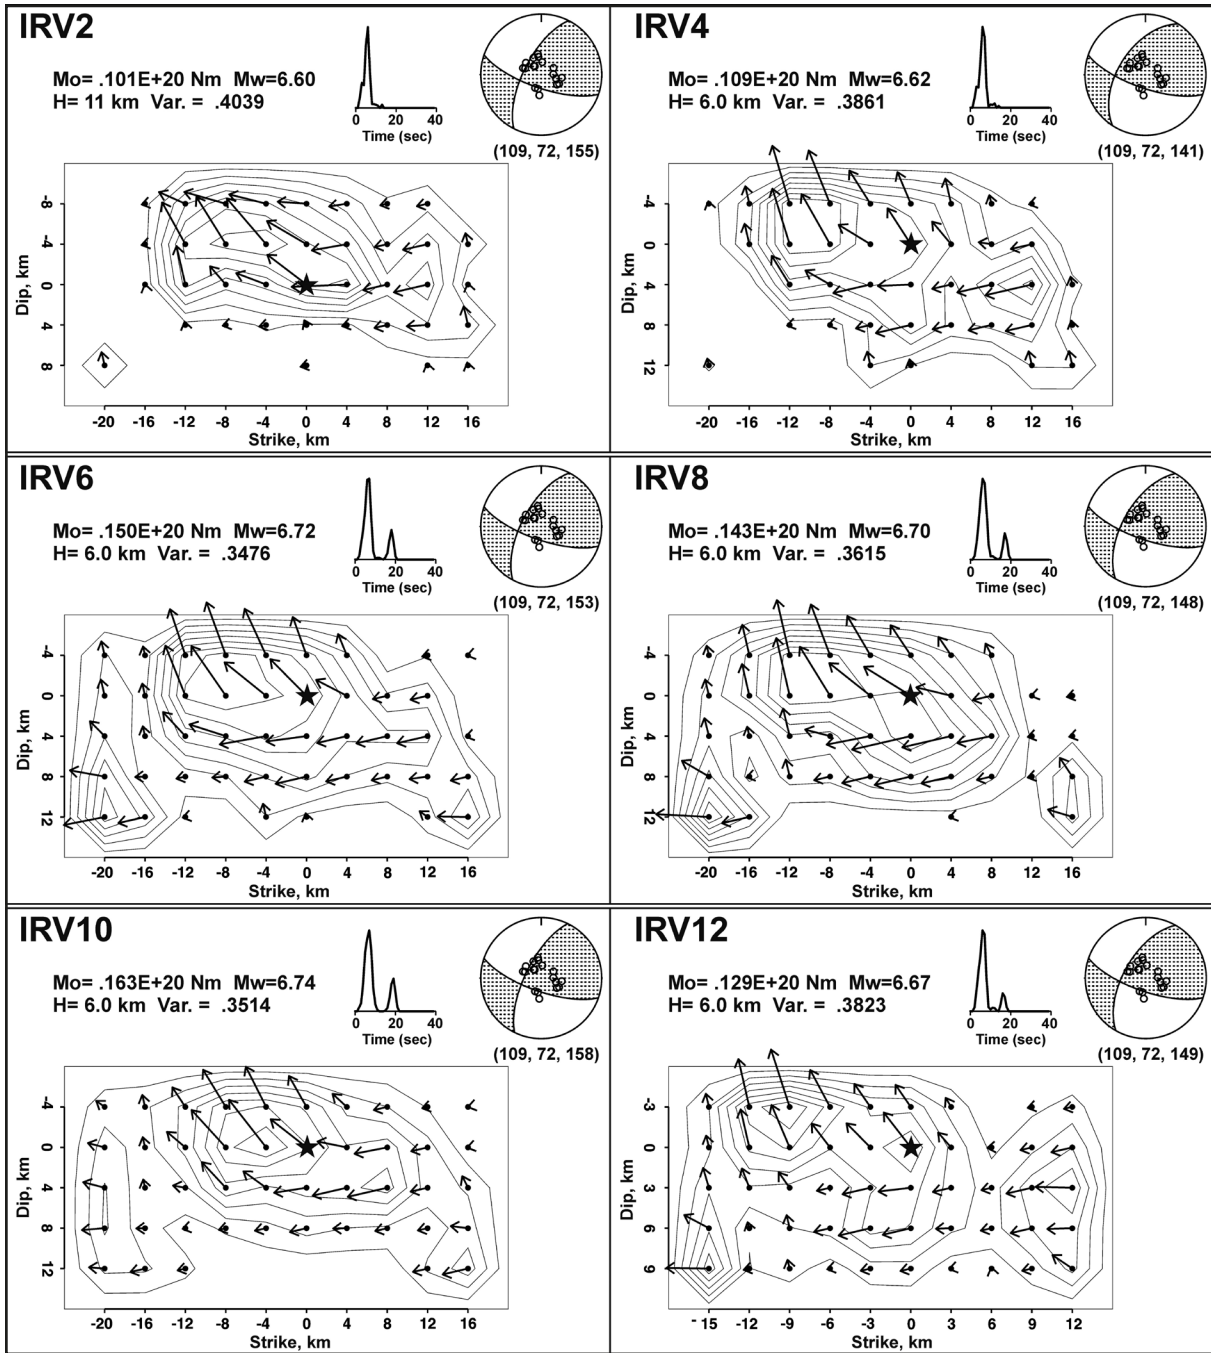 IRV2
Mo= .101E+20 Nm Mw=6.60
H= 11 km Var. = .4039
0 20 40
Time (sec)
(109, 72, 155)
Dip, km
-8
-4
0
4
8
-20 -16 -12 -8 -4 0 4 8 12 16
Strike, km
IRV4
Mo= .109E+20 Nm Mw=6.62
H= 6.0 km Var. = .3861
0 20 40
Time (sec)
(109, 72, 141)
Dip, km
-4
0
4
8
12
-20 -16 -12 -8 -4 0 4 8 12 16
Strike, km
IRV6
Mo= .150E+20 Nm Mw=6.72
H= 6.0 km Var. = .3476
0 20 40
Time (sec)
(109, 72, 153)
Dip, km
-4
0
4
8
12
-20 -16 -12 -8 -4 0 4 8 12 16
Strike, km
IRV8
Mo= .143E+20 Nm Mw=6.70
H= 6.0 km Var. = .3615
0 20 40
Time (sec)
(109, 72, 148)
Dip, km
-4
0
4
8
12
-20 -16 -12 -8 -4 0 4 8 12 16
Strike, km
IRV10
Mo= .163E+20 Nm Mw=6.74
H= 6.0 km Var. = .3514
0 20 40
Time (sec)
(109, 72, 158)
Dip, km
-4
0
4
8
12
-20 -16 -12 -8 -4 0 4 8 12 16
Strike, km
IRV12
Mo= .129E+20 Nm Mw=6.67
H= 6.0 km Var. = .3823
0 20 40
Time (sec)
(109, 72, 149)
Dip, km
-3
0
3
6
9
-15 -12 -9 -6 -3 0 3 6 9 12
Strike, km